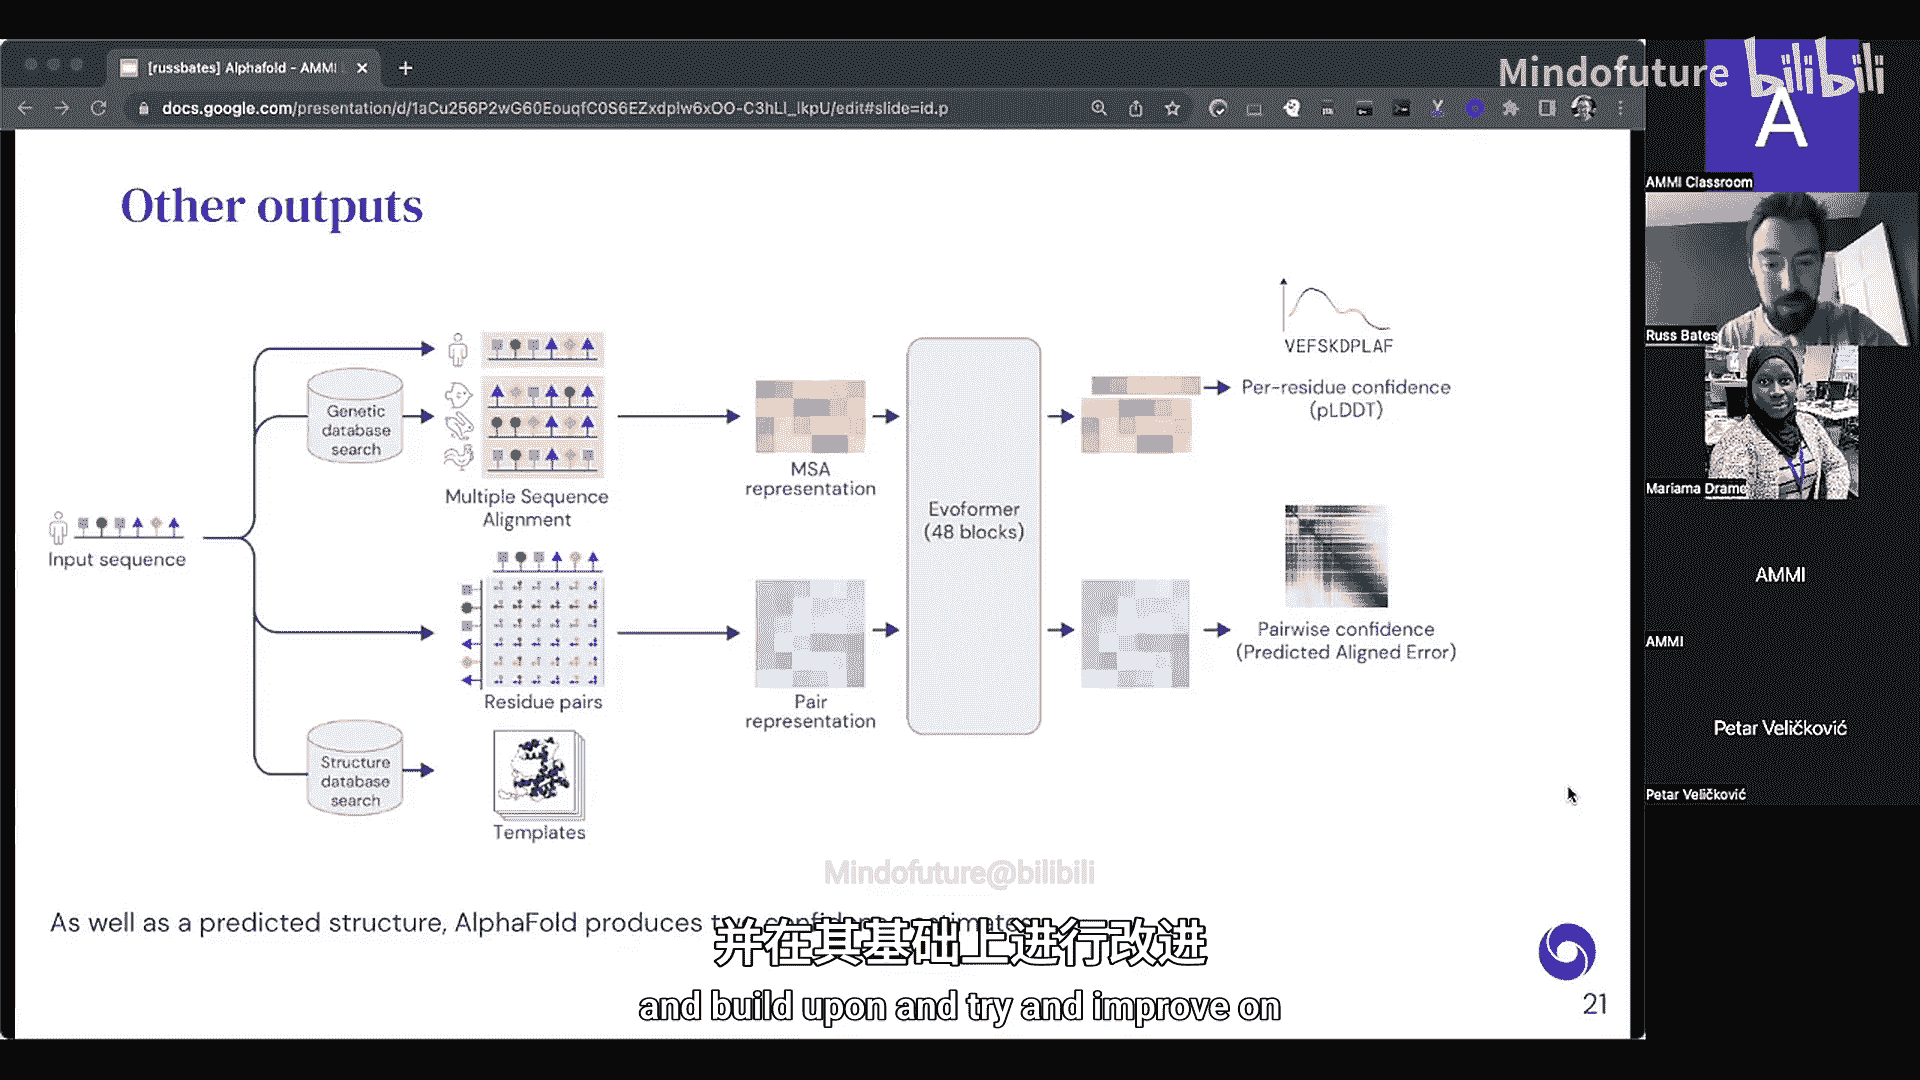 [russbates] Alphafold - AMMI
docs.google.com/presentation/d/1aCu256P2wG60EouqfC0S6EZxdplw6xOO-C3hLl_lkpU/edit#slide=id.p
Mindofuture bilibili
A
AMMI Classroom
Russ Bates
Mariama Drame
AMMI
AMMI
Petar Veličković
Petar Veličković
Other outputs
VEFSKDPLAF
Per-residue confidence
(pLDDT)
Genetic
database
search
Multiple Sequence
Alignment
MSA
representation
Evoformer
(48 blocks)
Input sequence
Residue pairs
Pair
representation
Pairwise confidence
(Predicted Aligned Error)
Structure
database
search
Templates
Mindofuture@bilibili
As well as a predicted structure, AlphaFold produces
并在其基础上进行改进
and build upon and try and improve on
21